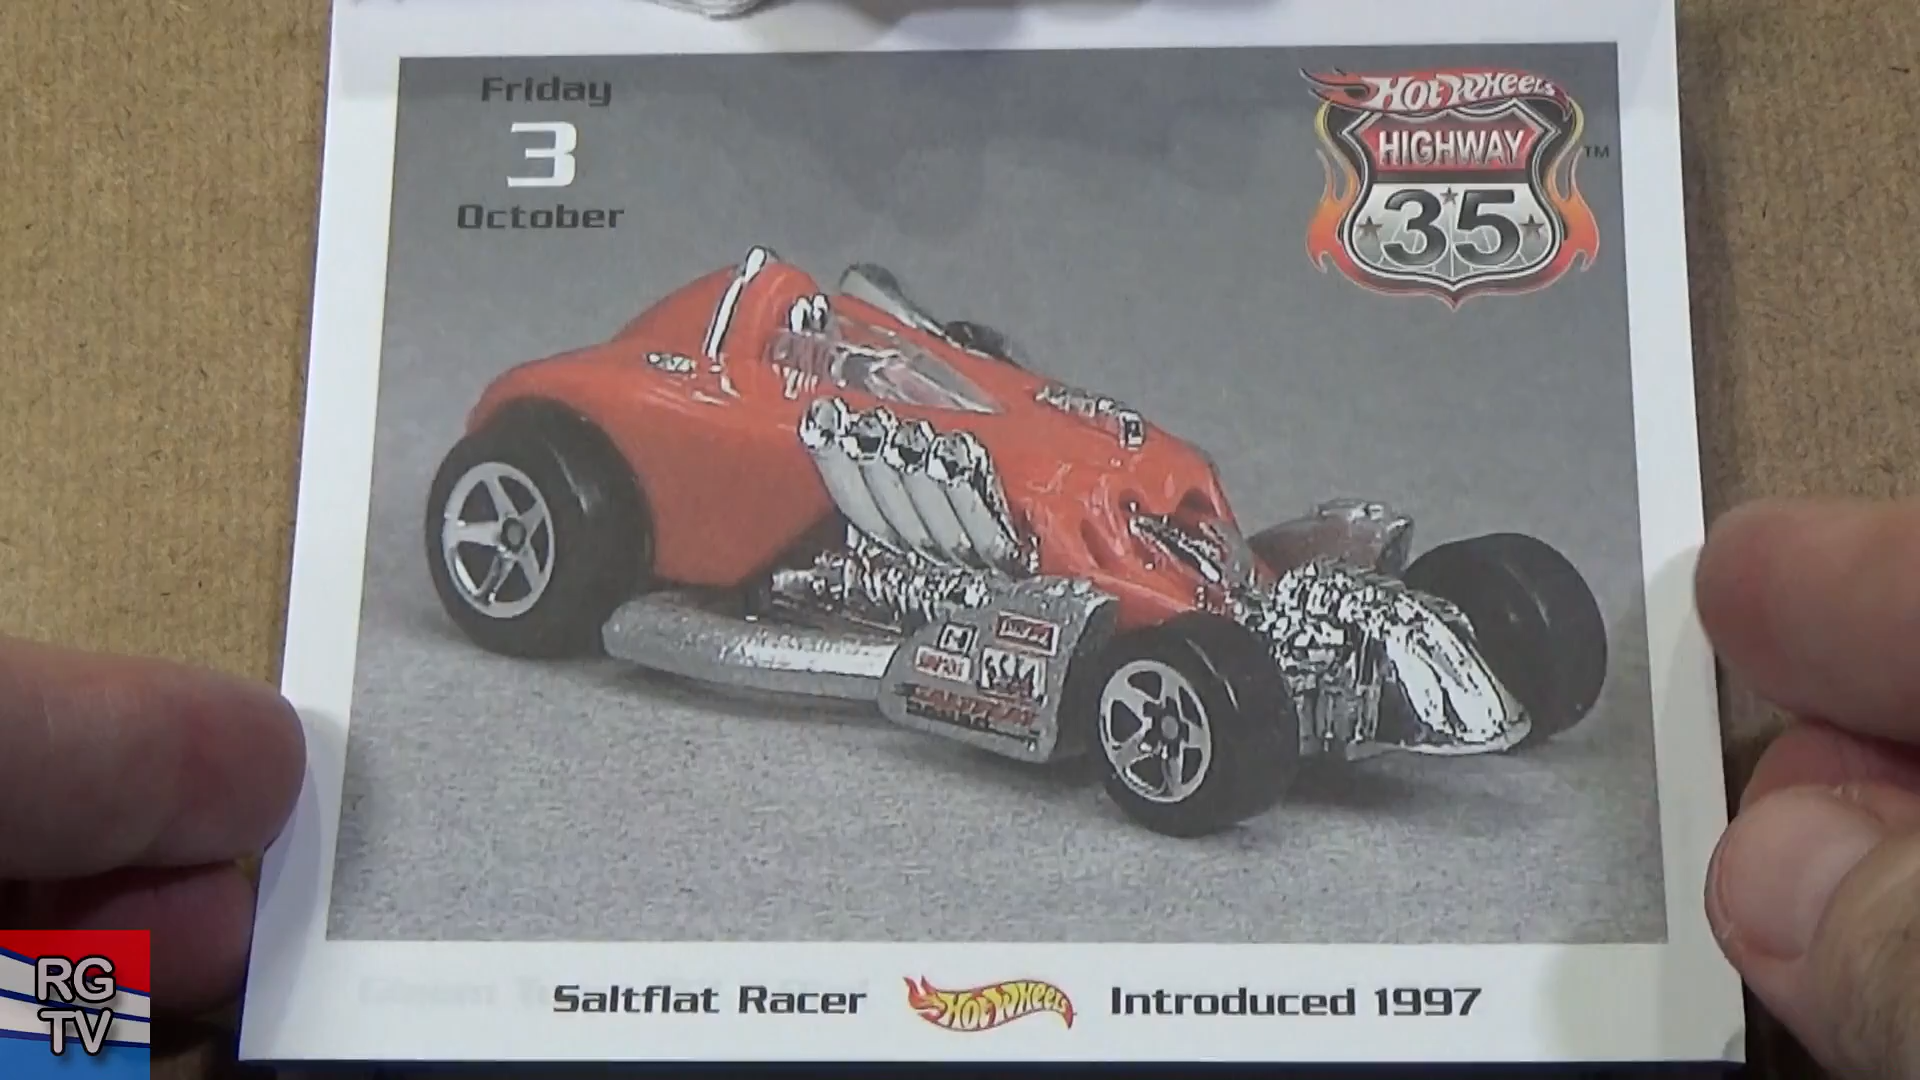 Friday
3
October
Hot Wheels
HIGHWAY
35
TM
Saltflat Racer
Hot Wheels
Introduced 1997
RG
TV